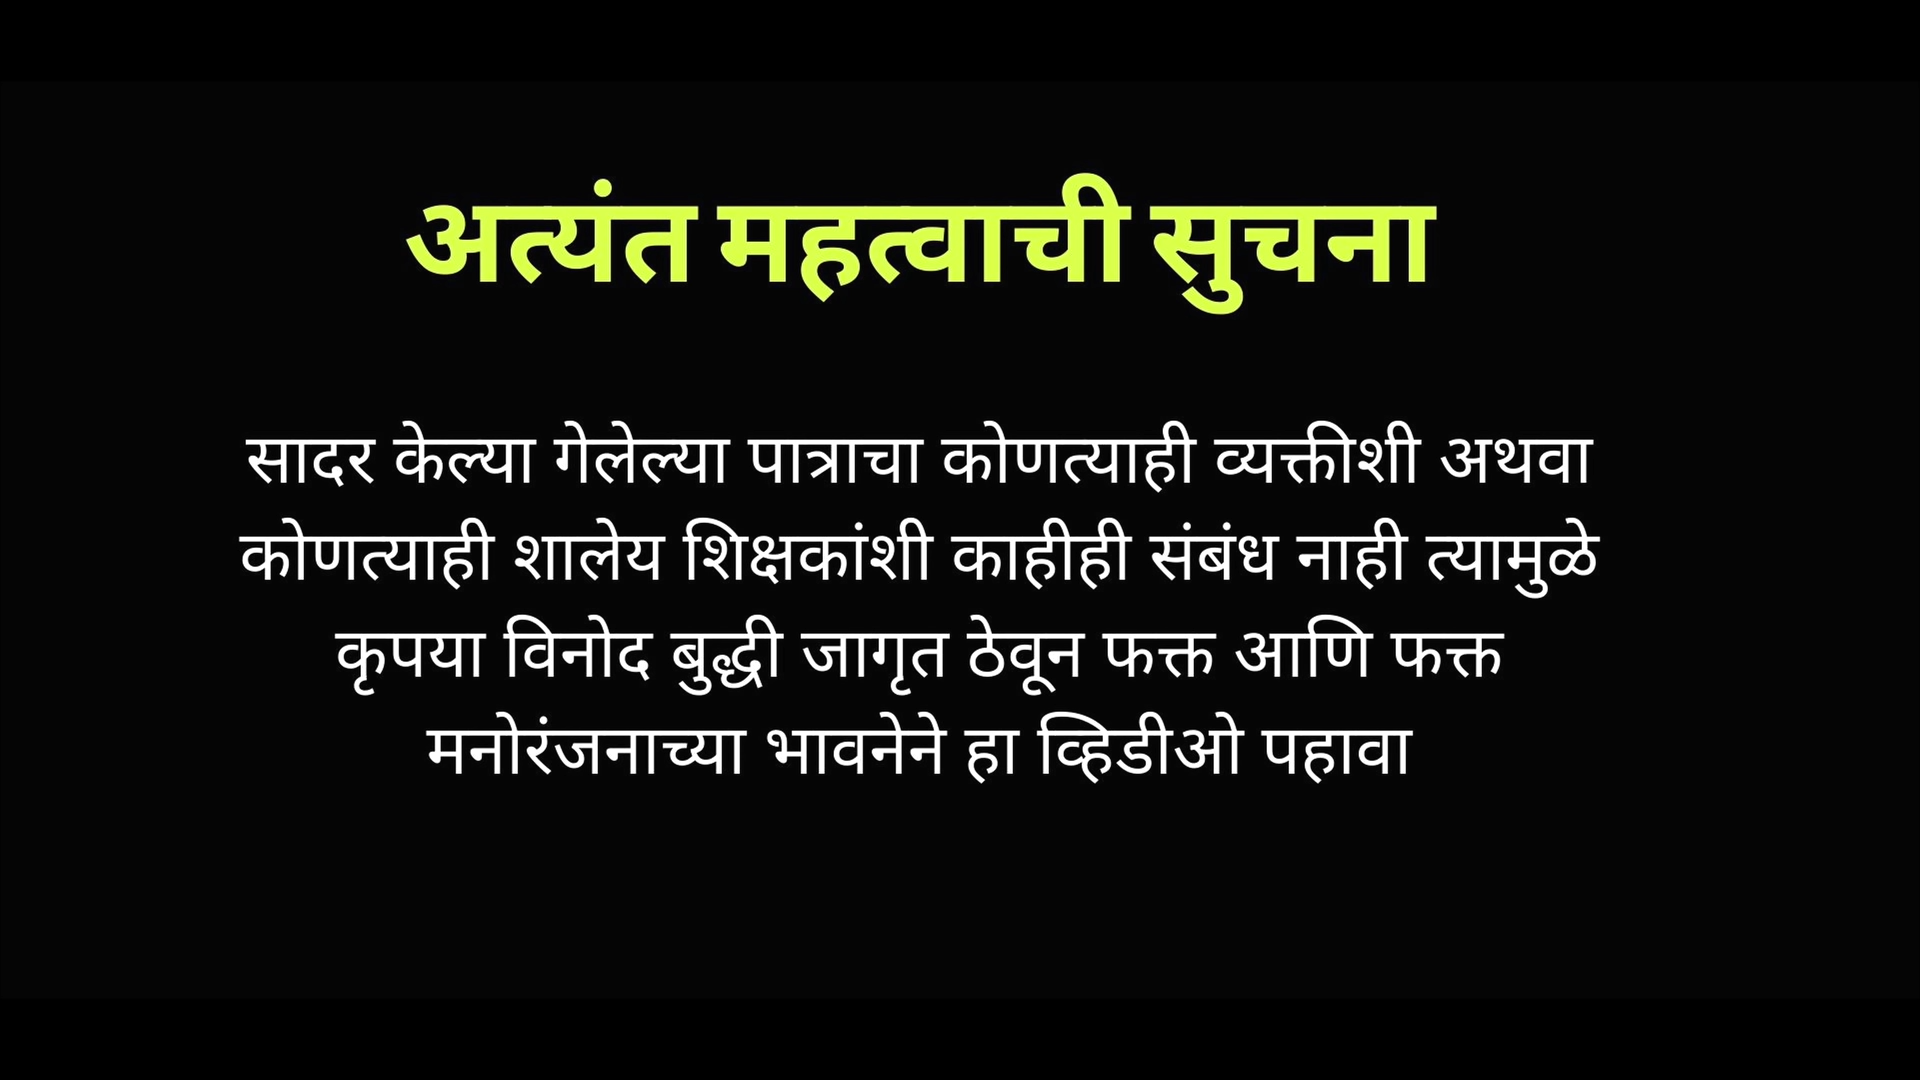 अत्यंत महत्वाची सुचना
सादर केल्या गेलेल्या पात्राचा कोणत्याही व्यक्तीशी अथवा
कोणत्याही शालेय शिक्षकांशी काहीही संबंध नाही त्यामुळे
कृपया विनोद बुद्धी जागृत ठेवून फक्त आणि फक्त
मनोरंजनाच्या भावनेने हा व्हिडीओ पहावा